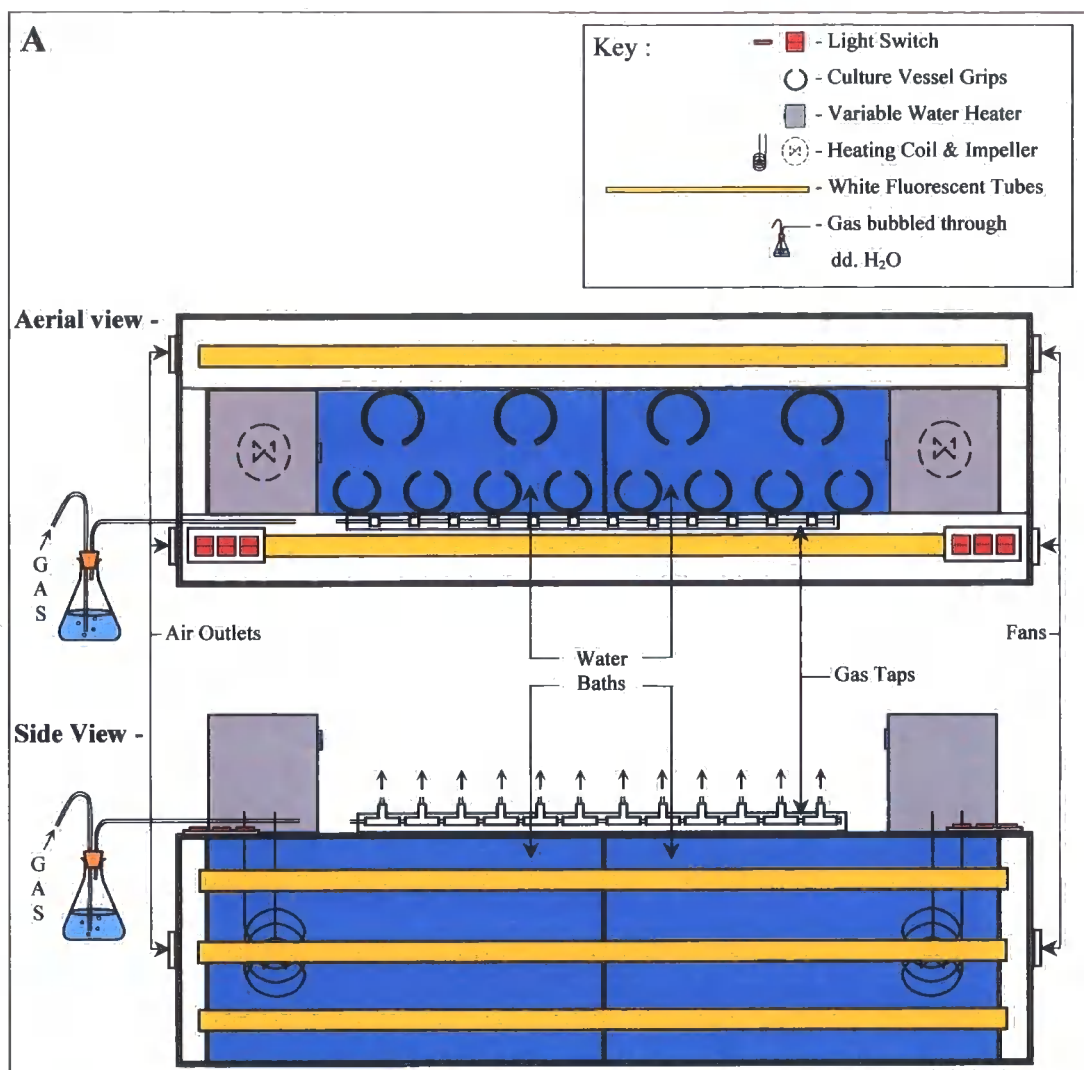 A
Key :
- Light Switch
- Culture Vessel Grips
- Variable Water Heater
- Heating Coil & Impeller
- White Fluorescent Tubes
- Gas bubbled through
dd. H₂O
Aerial view -
G
A
S
Air Outlets
Water
Baths
Gas Taps
Fans
Side View -
G
A
S